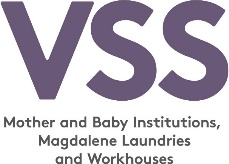 VSS
Mother and Baby Institutions,
Magdalene Laundries
and Workhouses